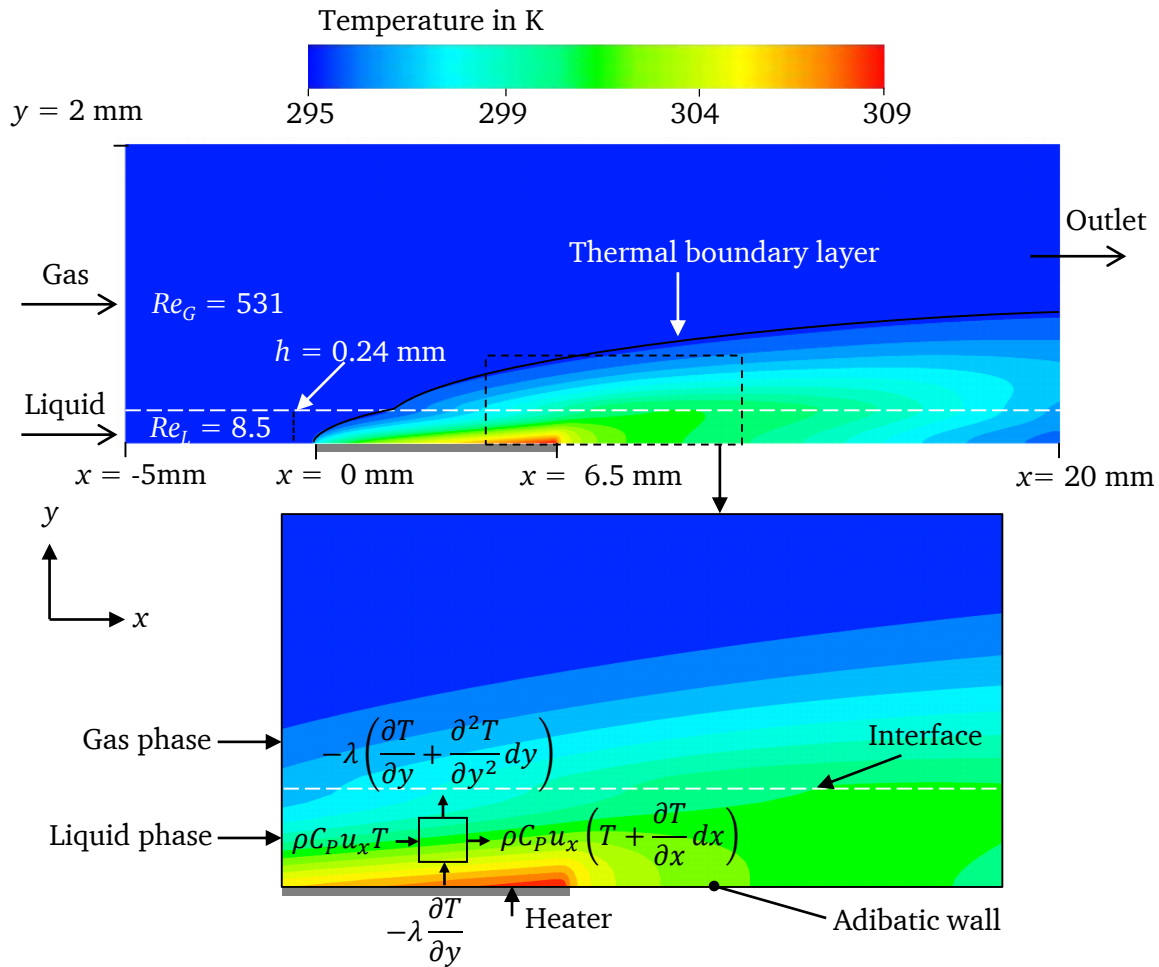 Temperature in K
y = 2 mm
295 299 304 309
Outlet
Thermal boundary layer
Gas
Re_G = 531
h = 0.24 mm
Liquid
Re_L = 8.5
x = -5mm x = 0 mm x = 6.5 mm x= 20 mm
y
x
Gas phase
−λ(∂T/∂y + ∂²T/∂y² dy)
Interface
Liquid phase
ρC_P u_x T
ρC_P u_x (T + ∂T/∂x dx)
−λ ∂T/∂y
Heater
Adibatic wall